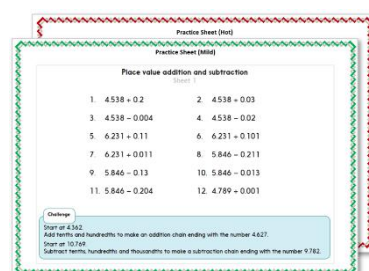 Practice Sheet (Hot)
Practice Sheet (Mild)
Place value addition and subtraction
Sheet 1
1. 4.538 + 0.2 2. 4.538 + 0.03
3. 4.538 – 0.004 4. 4.538 – 0.02
5. 6.231 + 0.11 6. 6.231 + 0.101
7. 6.231 + 0.011 8. 5.846 – 0.211
9. 5.846 – 0.13 10. 5.846 – 0.013
11. 5.846 – 0.204 12. 4.789 + 0.001
Challenge
Start at 4.362.
Add tenths and hundredths to make an addition chain ending with the number 4.627.
Start at 10.769
Subtract tenths, hundredths and thousandths to make a subtraction chain ending with the number 9.782.